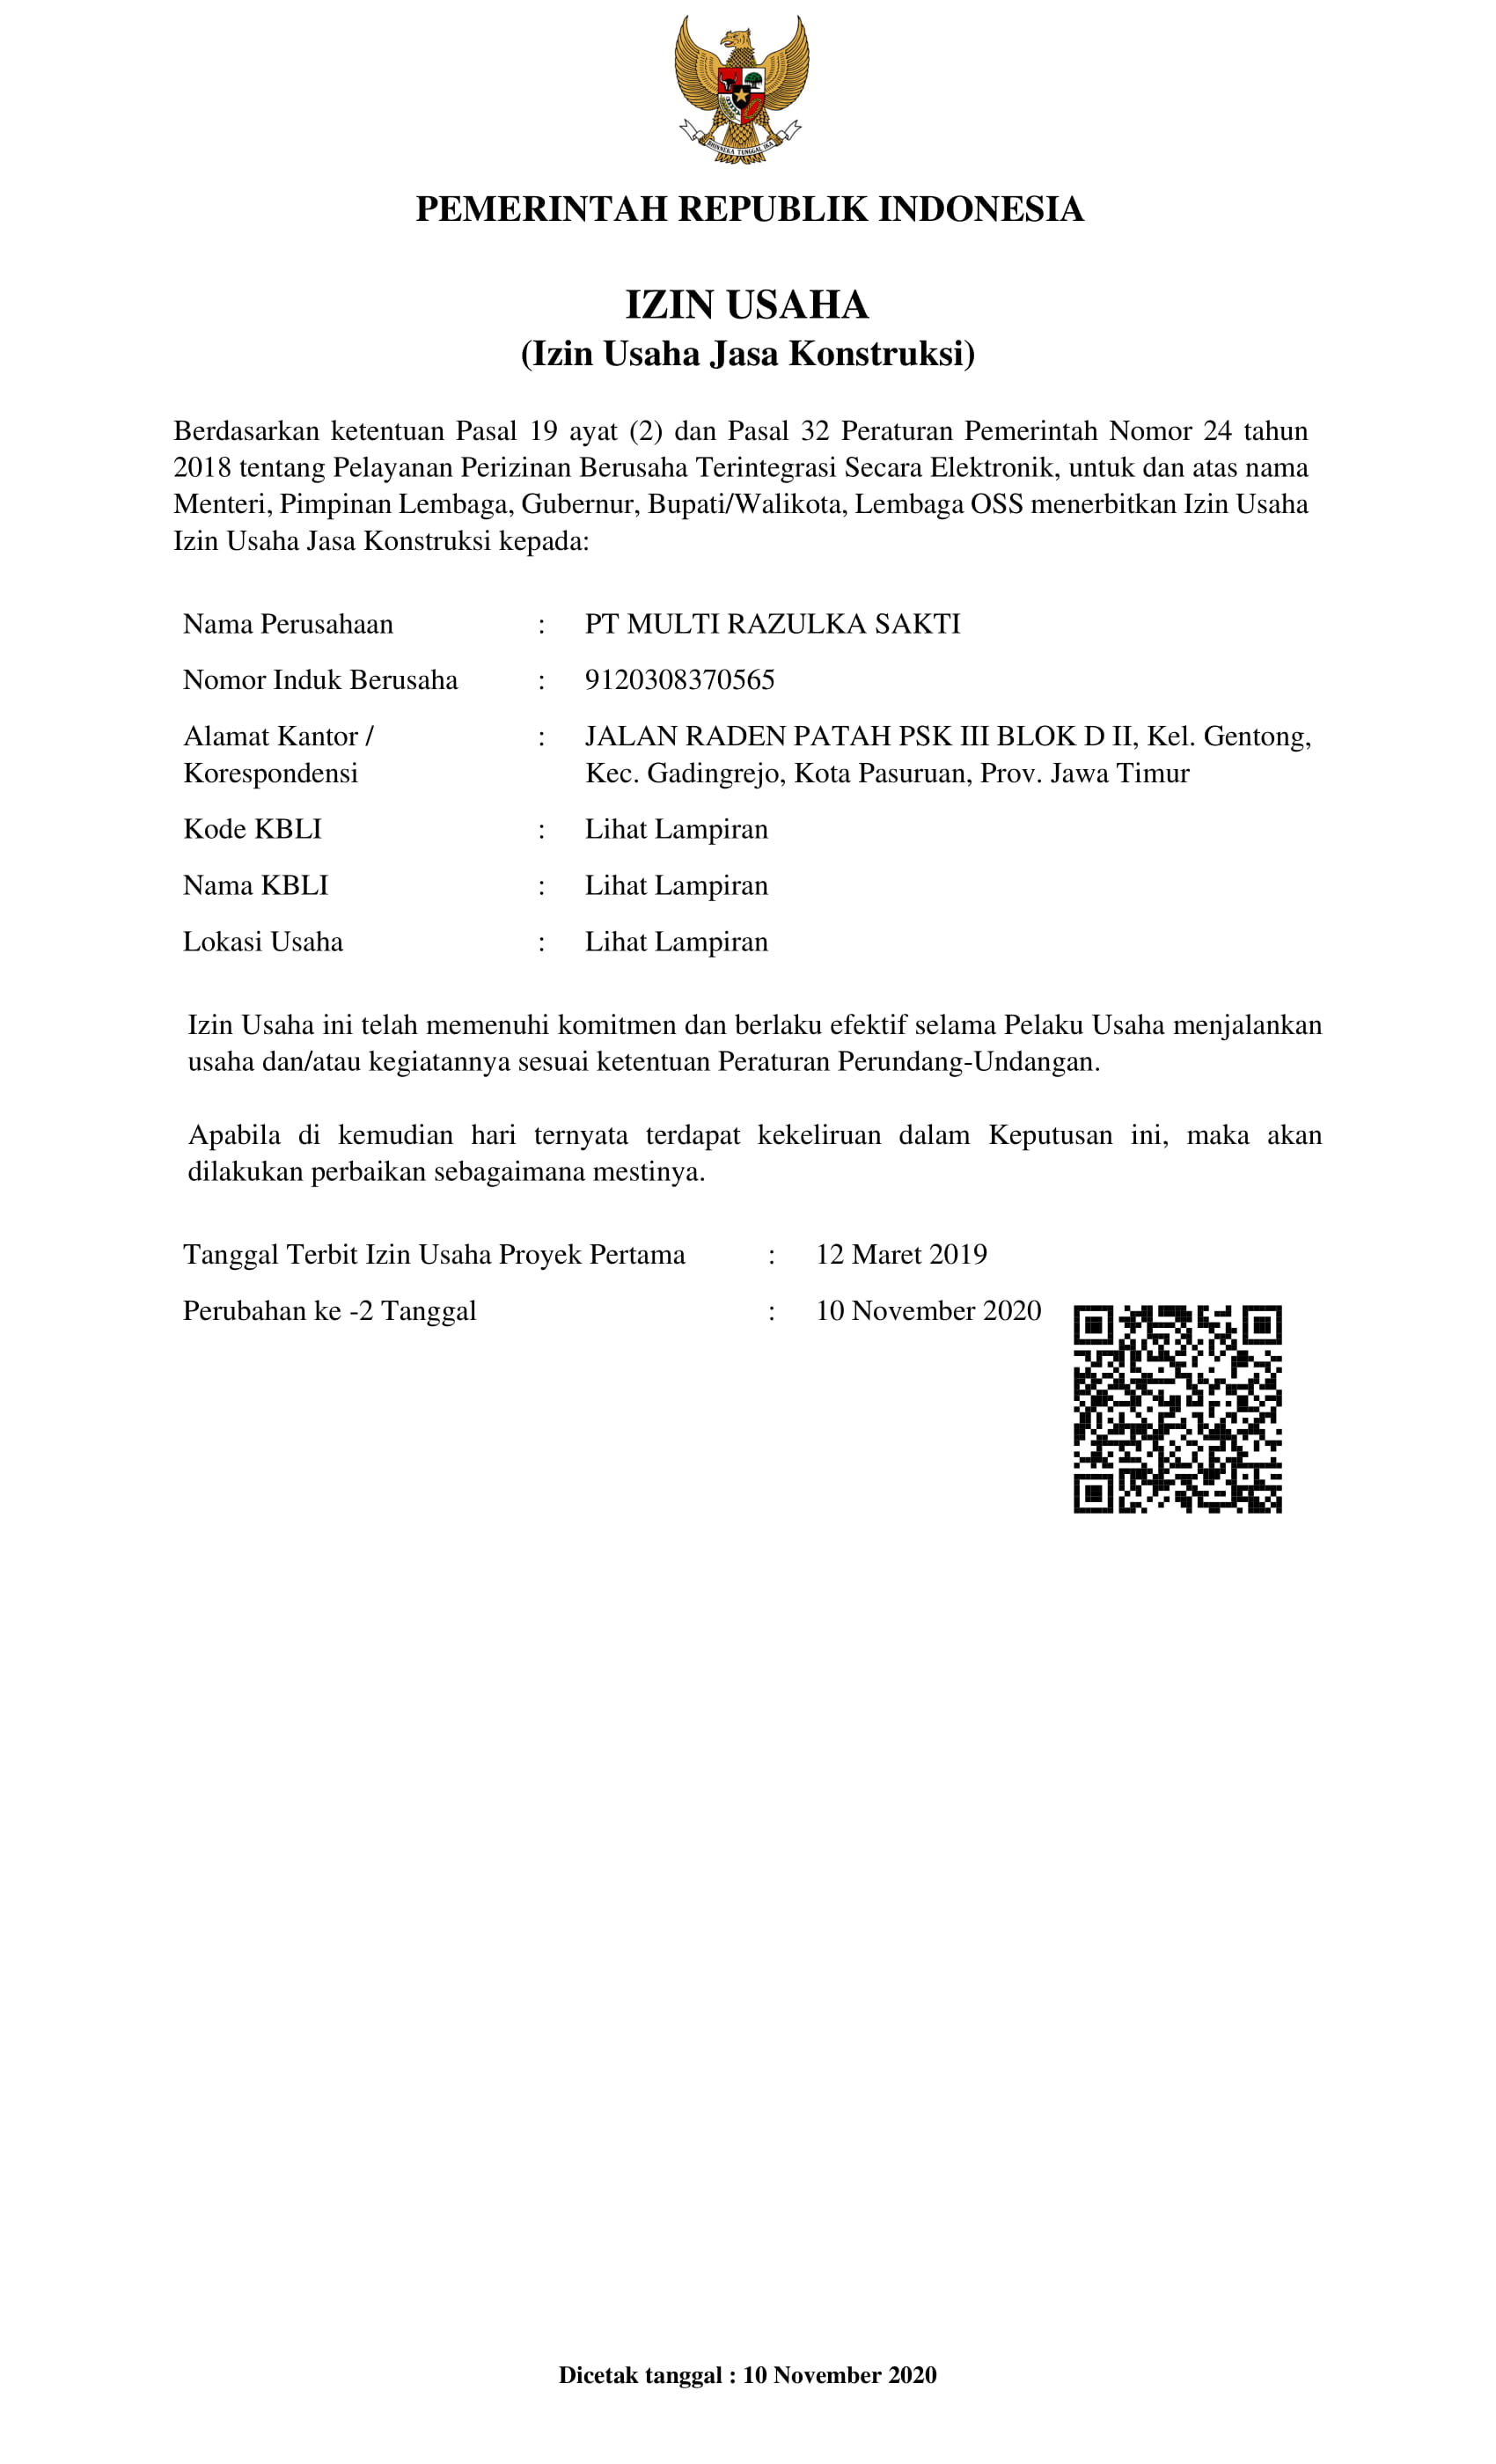 BHINNEKA TUNGGAL IKA
PEMERINTAH REPUBLIK INDONESIA
IZIN USAHA
(Izin Usaha Jasa Konstruksi)
Berdasarkan ketentuan Pasal 19 ayat (2) dan Pasal 32 Peraturan Pemerintah Nomor 24 tahun
2018 tentang Pelayanan Perizinan Berusaha Terintegrasi Secara Elektronik, untuk dan atas nama
Menteri, Pimpinan Lembaga, Gubernur, Bupati/Walikota, Lembaga OSS menerbitkan Izin Usaha
Izin Usaha Jasa Konstruksi kepada:
Nama Perusahaan : PT MULTI RAZULKA SAKTI
Nomor Induk Berusaha : 9120308370565
Alamat Kantor / : JALAN RADEN PATAH PSK III BLOK D II, Kel. Gentong,
Korespondensi Kec. Gadingrejo, Kota Pasuruan, Prov. Jawa Timur
Kode KBLI : Lihat Lampiran
Nama KBLI : Lihat Lampiran
Lokasi Usaha : Lihat Lampiran
Izin Usaha ini telah memenuhi komitmen dan berlaku efektif selama Pelaku Usaha menjalankan
usaha dan/atau kegiatannya sesuai ketentuan Peraturan Perundang-Undangan.
Apabila di kemudian hari ternyata terdapat kekeliruan dalam Keputusan ini, maka akan
dilakukan perbaikan sebagaimana mestinya.
Tanggal Terbit Izin Usaha Proyek Pertama : 12 Maret 2019
Perubahan ke -2 Tanggal : 10 November 2020
Dicetak tanggal : 10 November 2020